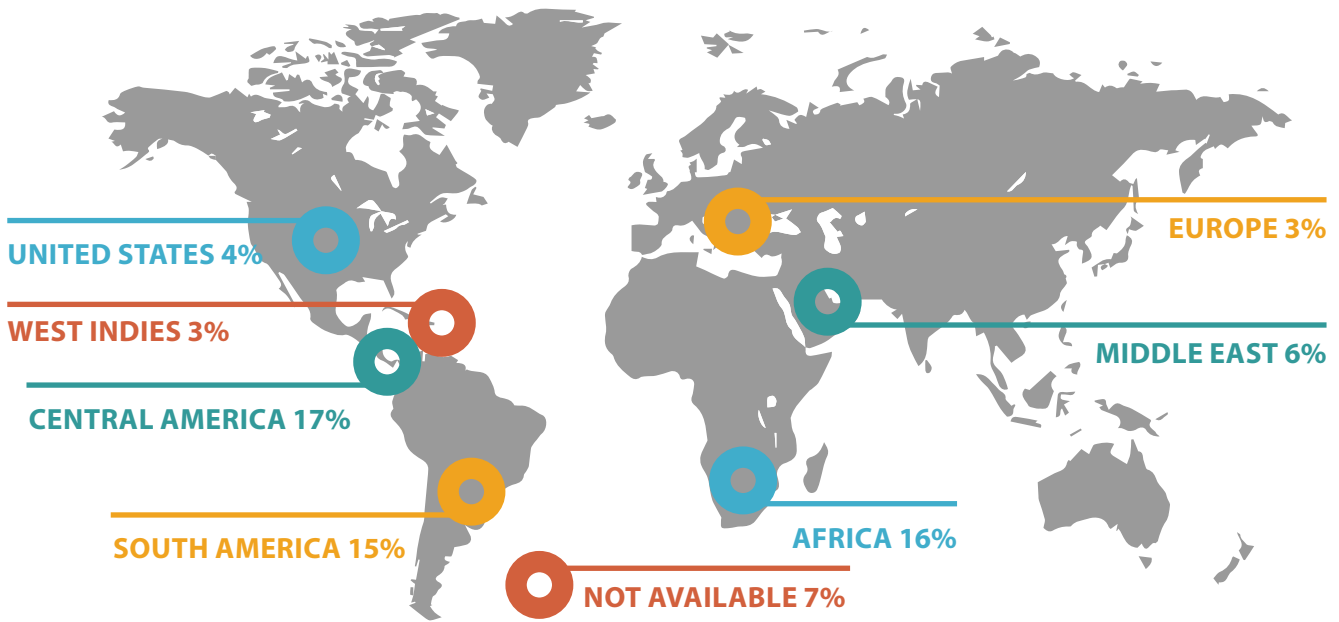 UNITED STATES 4%
EUROPE 3%
WEST INDIES 3%
MIDDLE EAST 6%
CENTRAL AMERICA 17%
SOUTH AMERICA 15%
AFRICA 16%
NOT AVAILABLE 7%